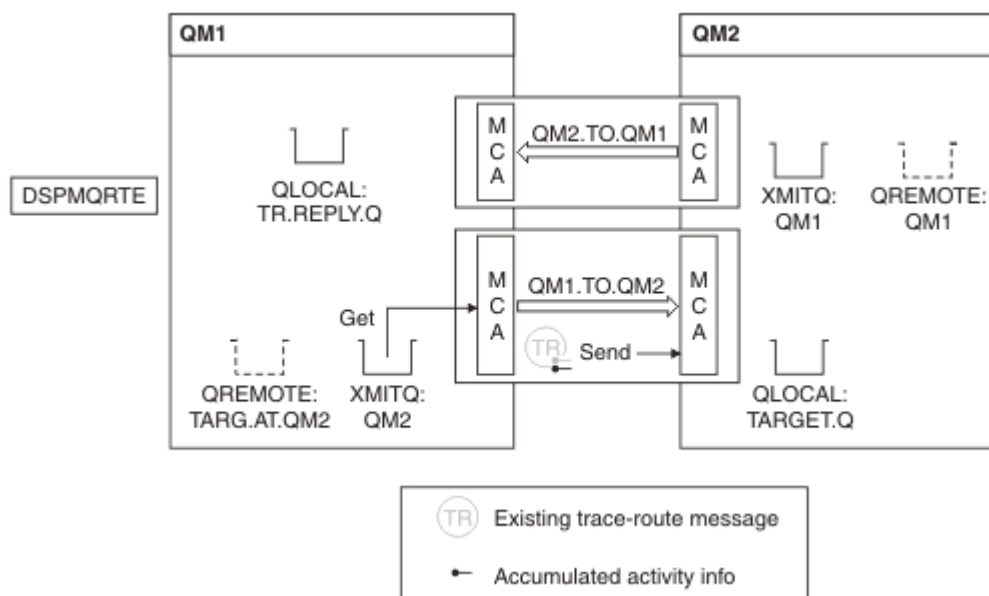 QM1
QM2
M
C
A
QM2.TO.QM1
M
C
A
QLOCAL:
TR.REPLY.Q
XMITQ:
QM1
QREMOTE:
QM1
DSPMQRTE
M
C
A
QM1.TO.QM2
M
C
A
Get
TR
Send
QREMOTE:
TARG.AT.QM2
XMITQ:
QM2
QLOCAL:
TARGET.Q
TR
Existing trace-route message
Accumulated activity info